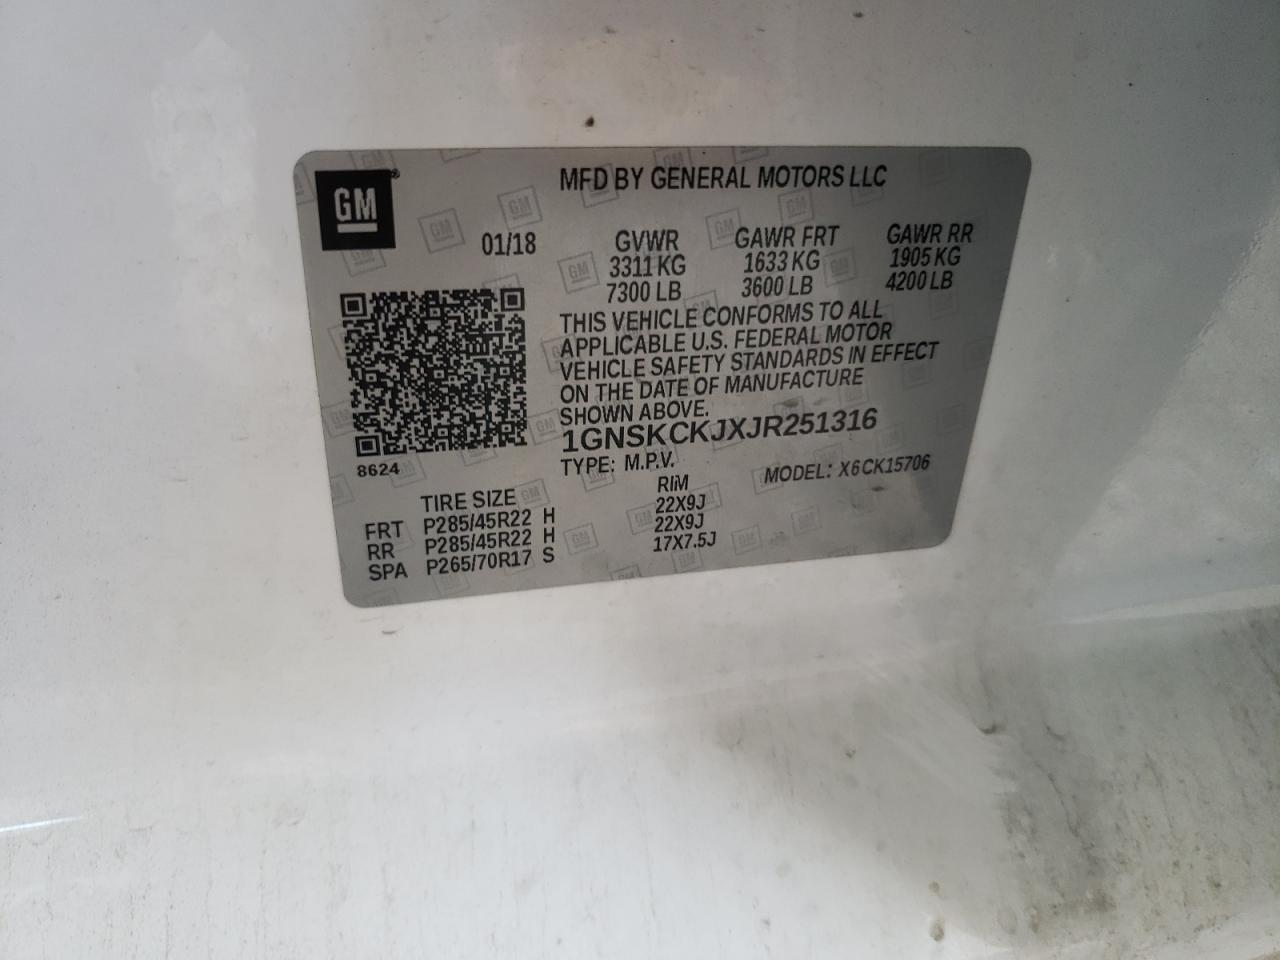 GM
MFD BY GENERAL MOTORS LLC
01/18
GVWR GAWR FRT GAWR RR
3311 KG 1633 KG 1905 KG
7300 LB 3600 LB 4200 LB
THIS VEHICLE CONFORMS TO ALL
APPLICABLE U.S. FEDERAL MOTOR
VEHICLE SAFETY STANDARDS IN EFFECT
ON THE DATE OF MANUFACTURE
SHOWN ABOVE.
1GNSKCKJXJR251316
8624
TYPE: M.P.V. MODEL: X6CK15706
TIRE SIZE RIM
FRT P285/45R22 H 22X9J
RR P285/45R22 H 22X9J
SPA P265/70R17 S 17X7.5J